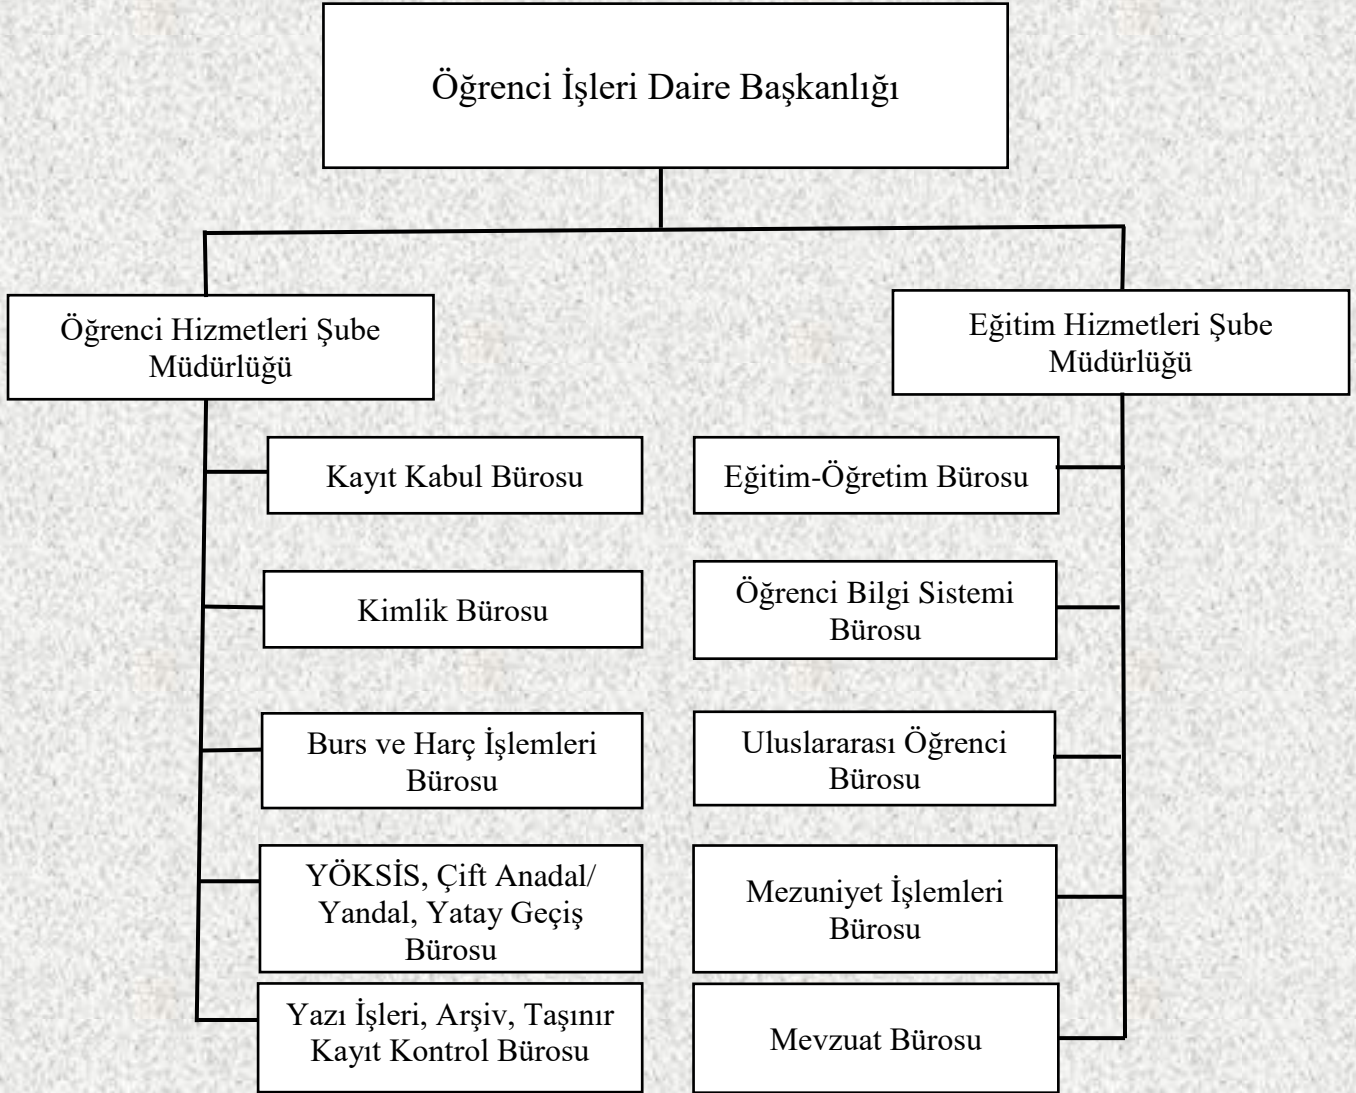 Öğrenci İşleri Daire Başkanlığı
Öğrenci Hizmetleri Şube
Müdürlüğü
Eğitim Hizmetleri Şube
Müdürlüğü
Kayıt Kabul Bürosu
Eğitim-Öğretim Bürosu
Kimlik Bürosu
Öğrenci Bilgi Sistemi
Bürosu
Burs ve Harç İşlemleri
Bürosu
Uluslararası Öğrenci
Bürosu
YÖKSİS, Çift Anadal/
Yandal, Yatay Geçiş
Bürosu
Mezuniyet İşlemleri
Bürosu
Yazı İşleri, Arşiv, Taşınır
Kayıt Kontrol Bürosu
Mevzuat Bürosu